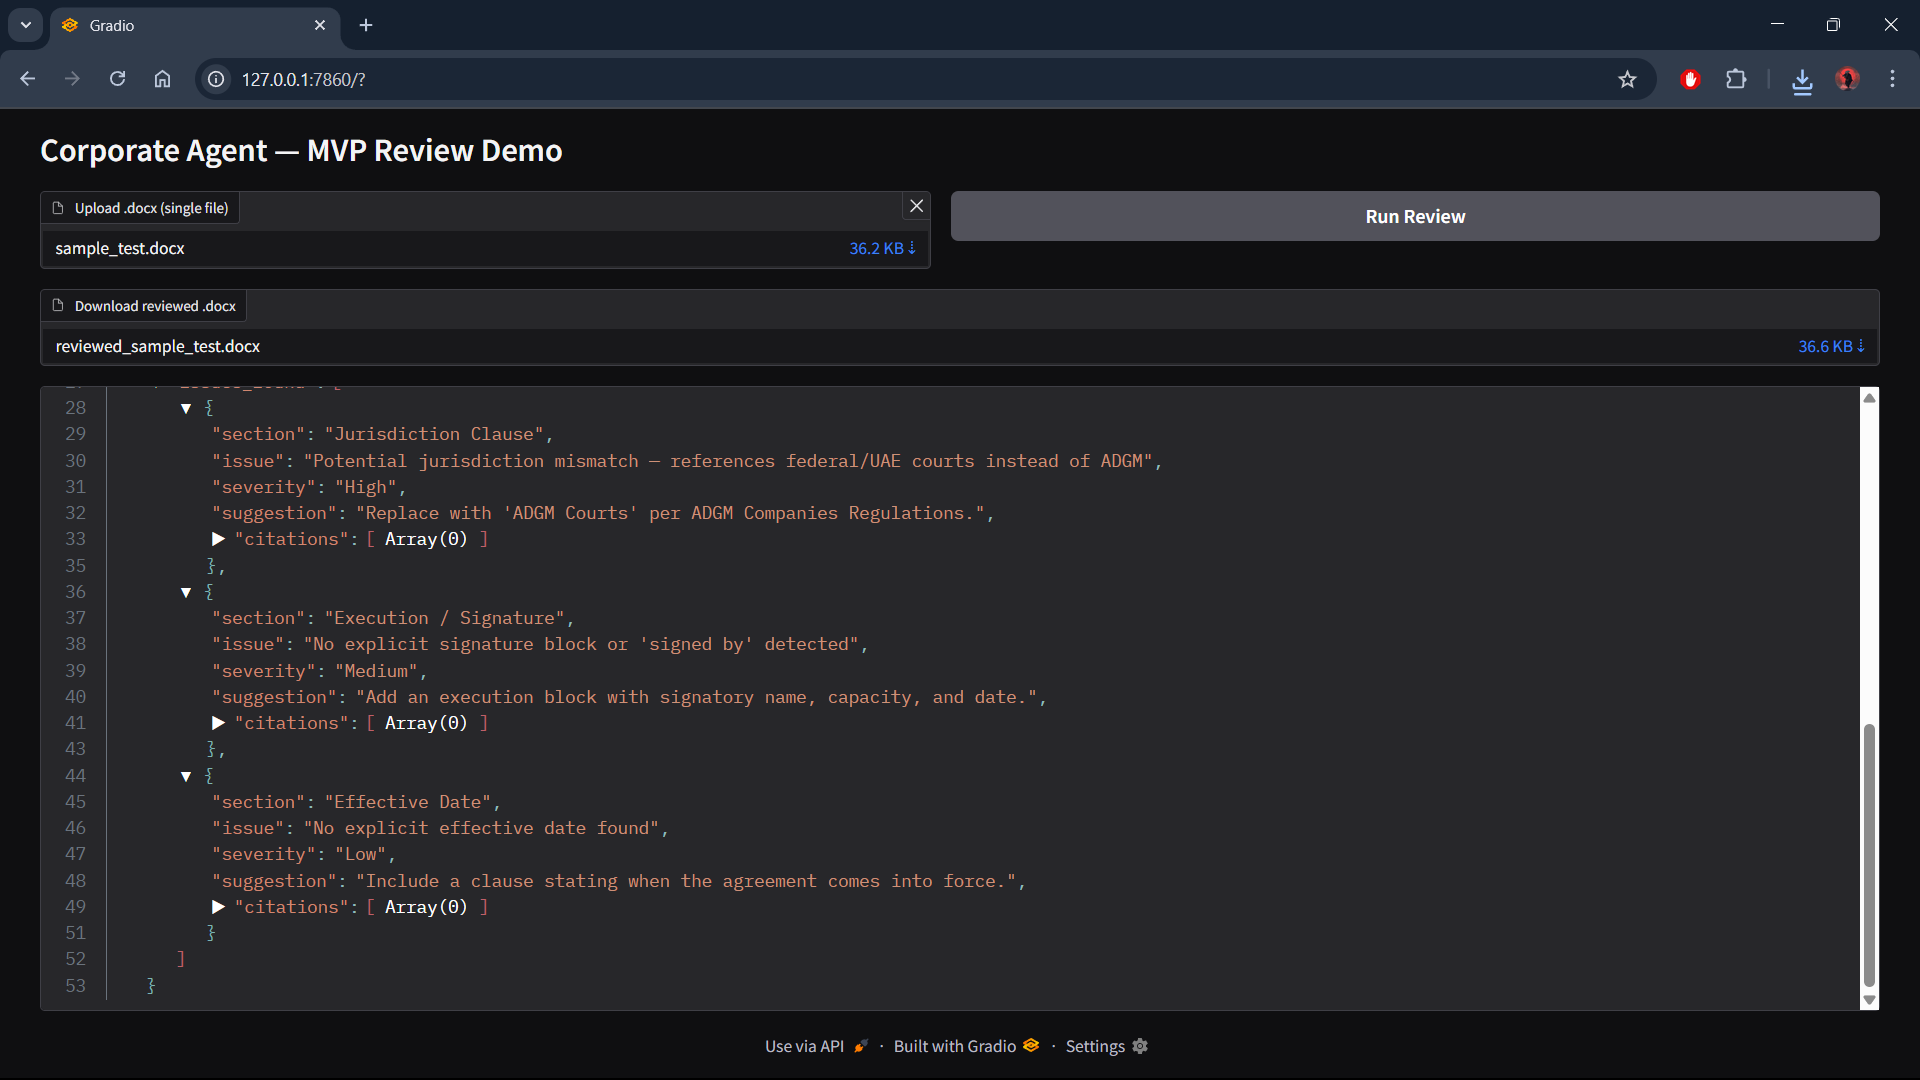 Gradio
127.0.0.1:7860/?
Corporate Agent — MVP Review Demo
Upload .docx (single file)
sample_test.docx 36.2 KB ⇣
Run Review
Download reviewed .docx
reviewed_sample_test.docx 36.6 KB ⇣
28 ▼ {
29 "section": "Jurisdiction Clause",
30 "issue": "Potential jurisdiction mismatch — references federal/UAE courts instead of ADGM",
31 "severity": "High",
32 "suggestion": "Replace with 'ADGM Courts' per ADGM Companies Regulations.",
33 ▶ "citations": [ Array(0) ]
35 },
36 ▼ {
37 "section": "Execution / Signature",
38 "issue": "No explicit signature block or 'signed by' detected",
39 "severity": "Medium",
40 "suggestion": "Add an execution block with signatory name, capacity, and date.",
41 ▶ "citations": [ Array(0) ]
43 },
44 ▼ {
45 "section": "Effective Date",
46 "issue": "No explicit effective date found",
47 "severity": "Low",
48 "suggestion": "Include a clause stating when the agreement comes into force.",
49 ▶ "citations": [ Array(0) ]
51 }
52 ]
53 }
Use via API · Built with Gradio · Settings